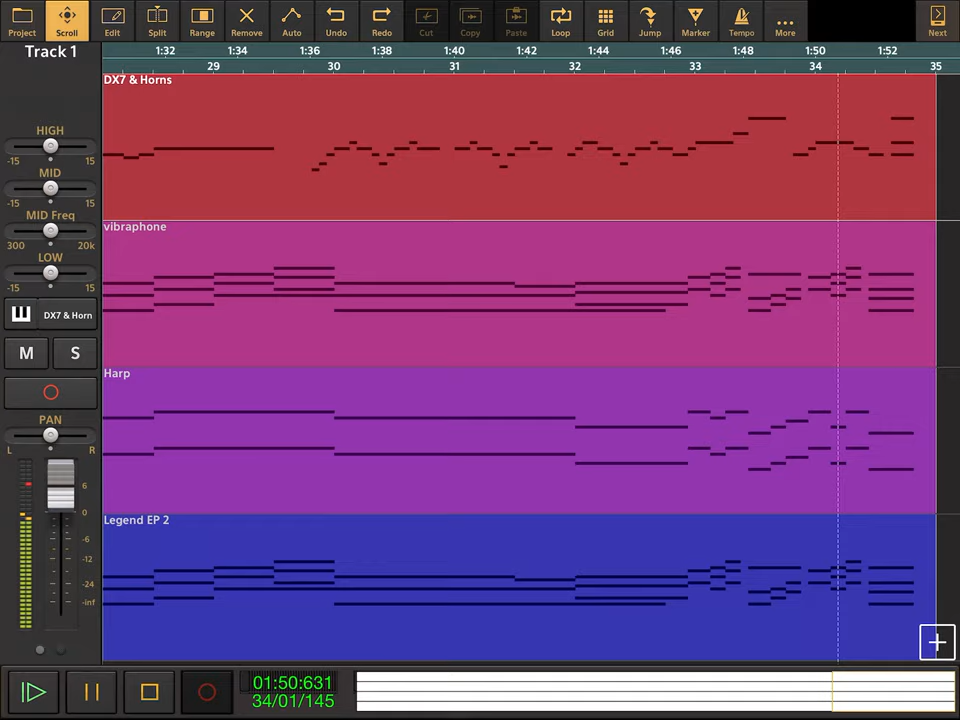 Project Scroll Edit Split Range Remove Auto Undo Redo Cut Copy Paste Loop Grid Jump Marker Tempo More Next
Track 1
1:32 1:34 1:36 1:38 1:40 1:42 1:44 1:46 1:48 1:50 1:52
29 30 31 32 33 34 35
DX7 & Horns
HIGH
-15 15
MID
-15 15
MID Freq
300 20k
LOW
-15 15
DX7 & Horn
M S
PAN
L R
6
0
-6
-12
-24
-inf
vibraphone
Harp
Legend EP 2
01:50:631
34/01/145